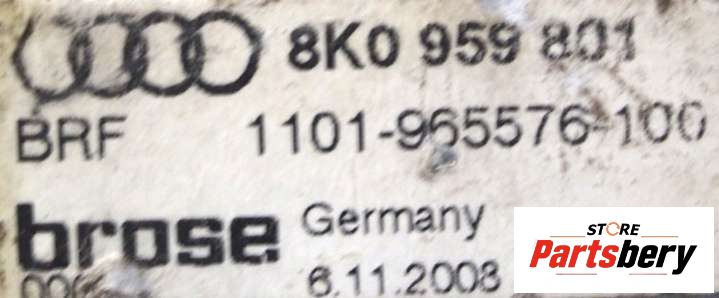 8K0 959 801
BRF 1101-965576-100
brose Germany
6.11.2008
STORE
Partsbery